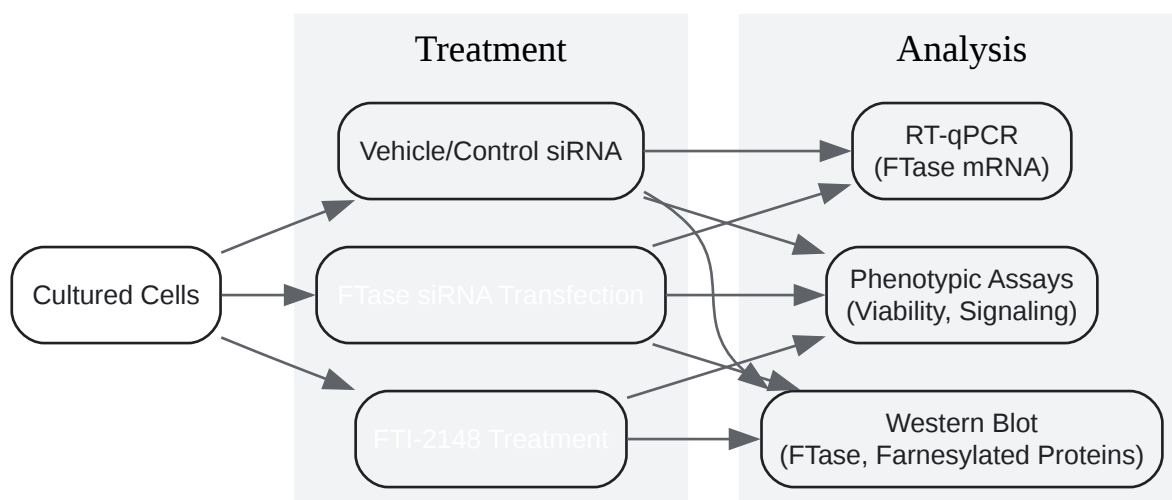 Treatment
Analysis
Vehicle/Control siRNA
RT-qPCR
(FTase mRNA)
Cultured Cells
FTase siRNA Transfection
Phenotypic Assays
(Viability, Signaling)
FTI-2148 Treatment
Western Blot
(FTase, Farnesylated Proteins)